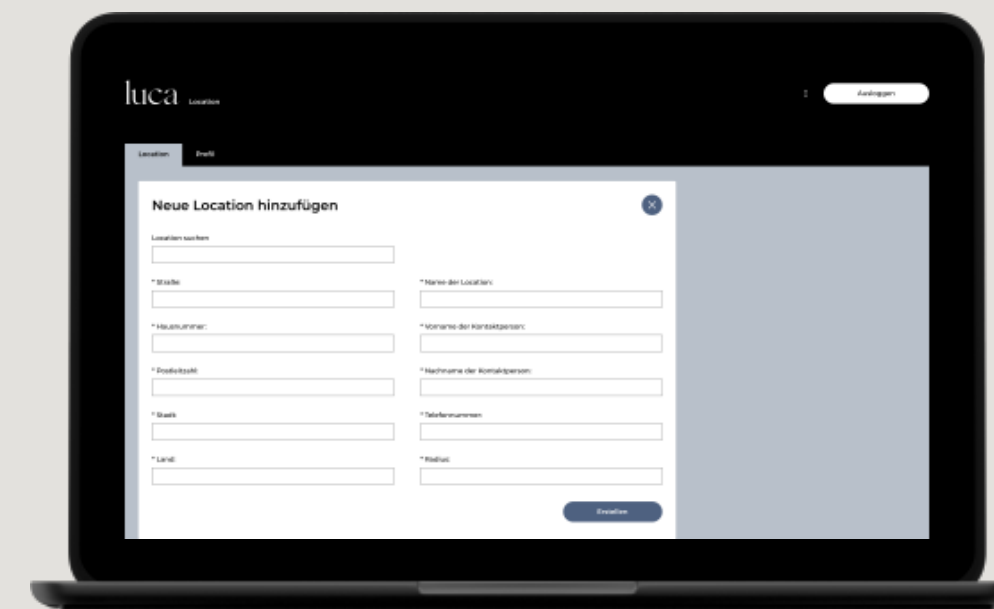 luca Location
Ausloggen
Location Profil
Neue Location hinzufügen
Location suchen
* Straße:
* Name der Location:
* Hausnummer:
* Vorname der Kontaktperson:
* Postleitzahl:
* Nachname der Kontaktperson:
* Stadt:
* Telefonnummer:
* Land:
* Radius:
Erstellen